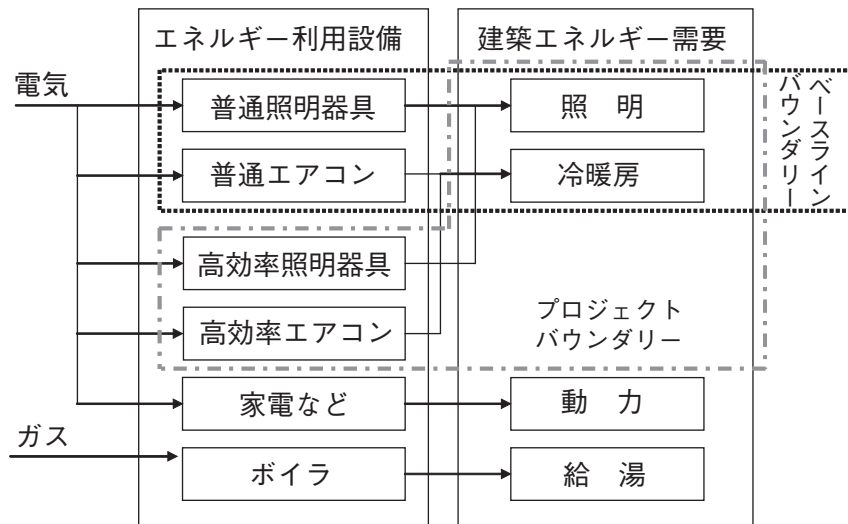 エネルギー利用設備
建築エネルギー需要
電気
普通照明器具
照　明
普通エアコン
冷暖房
ベースライン
バウンダリー
高効率照明器具
高効率エアコン
プロジェクト
バウンダリー
家電など
動　力
ガス
ボイラ
給　湯